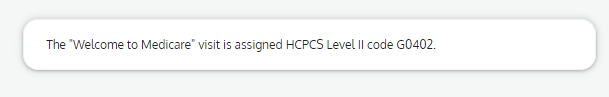 The "Welcome to Medicare" visit is assigned HCPCS Level II code G0402.